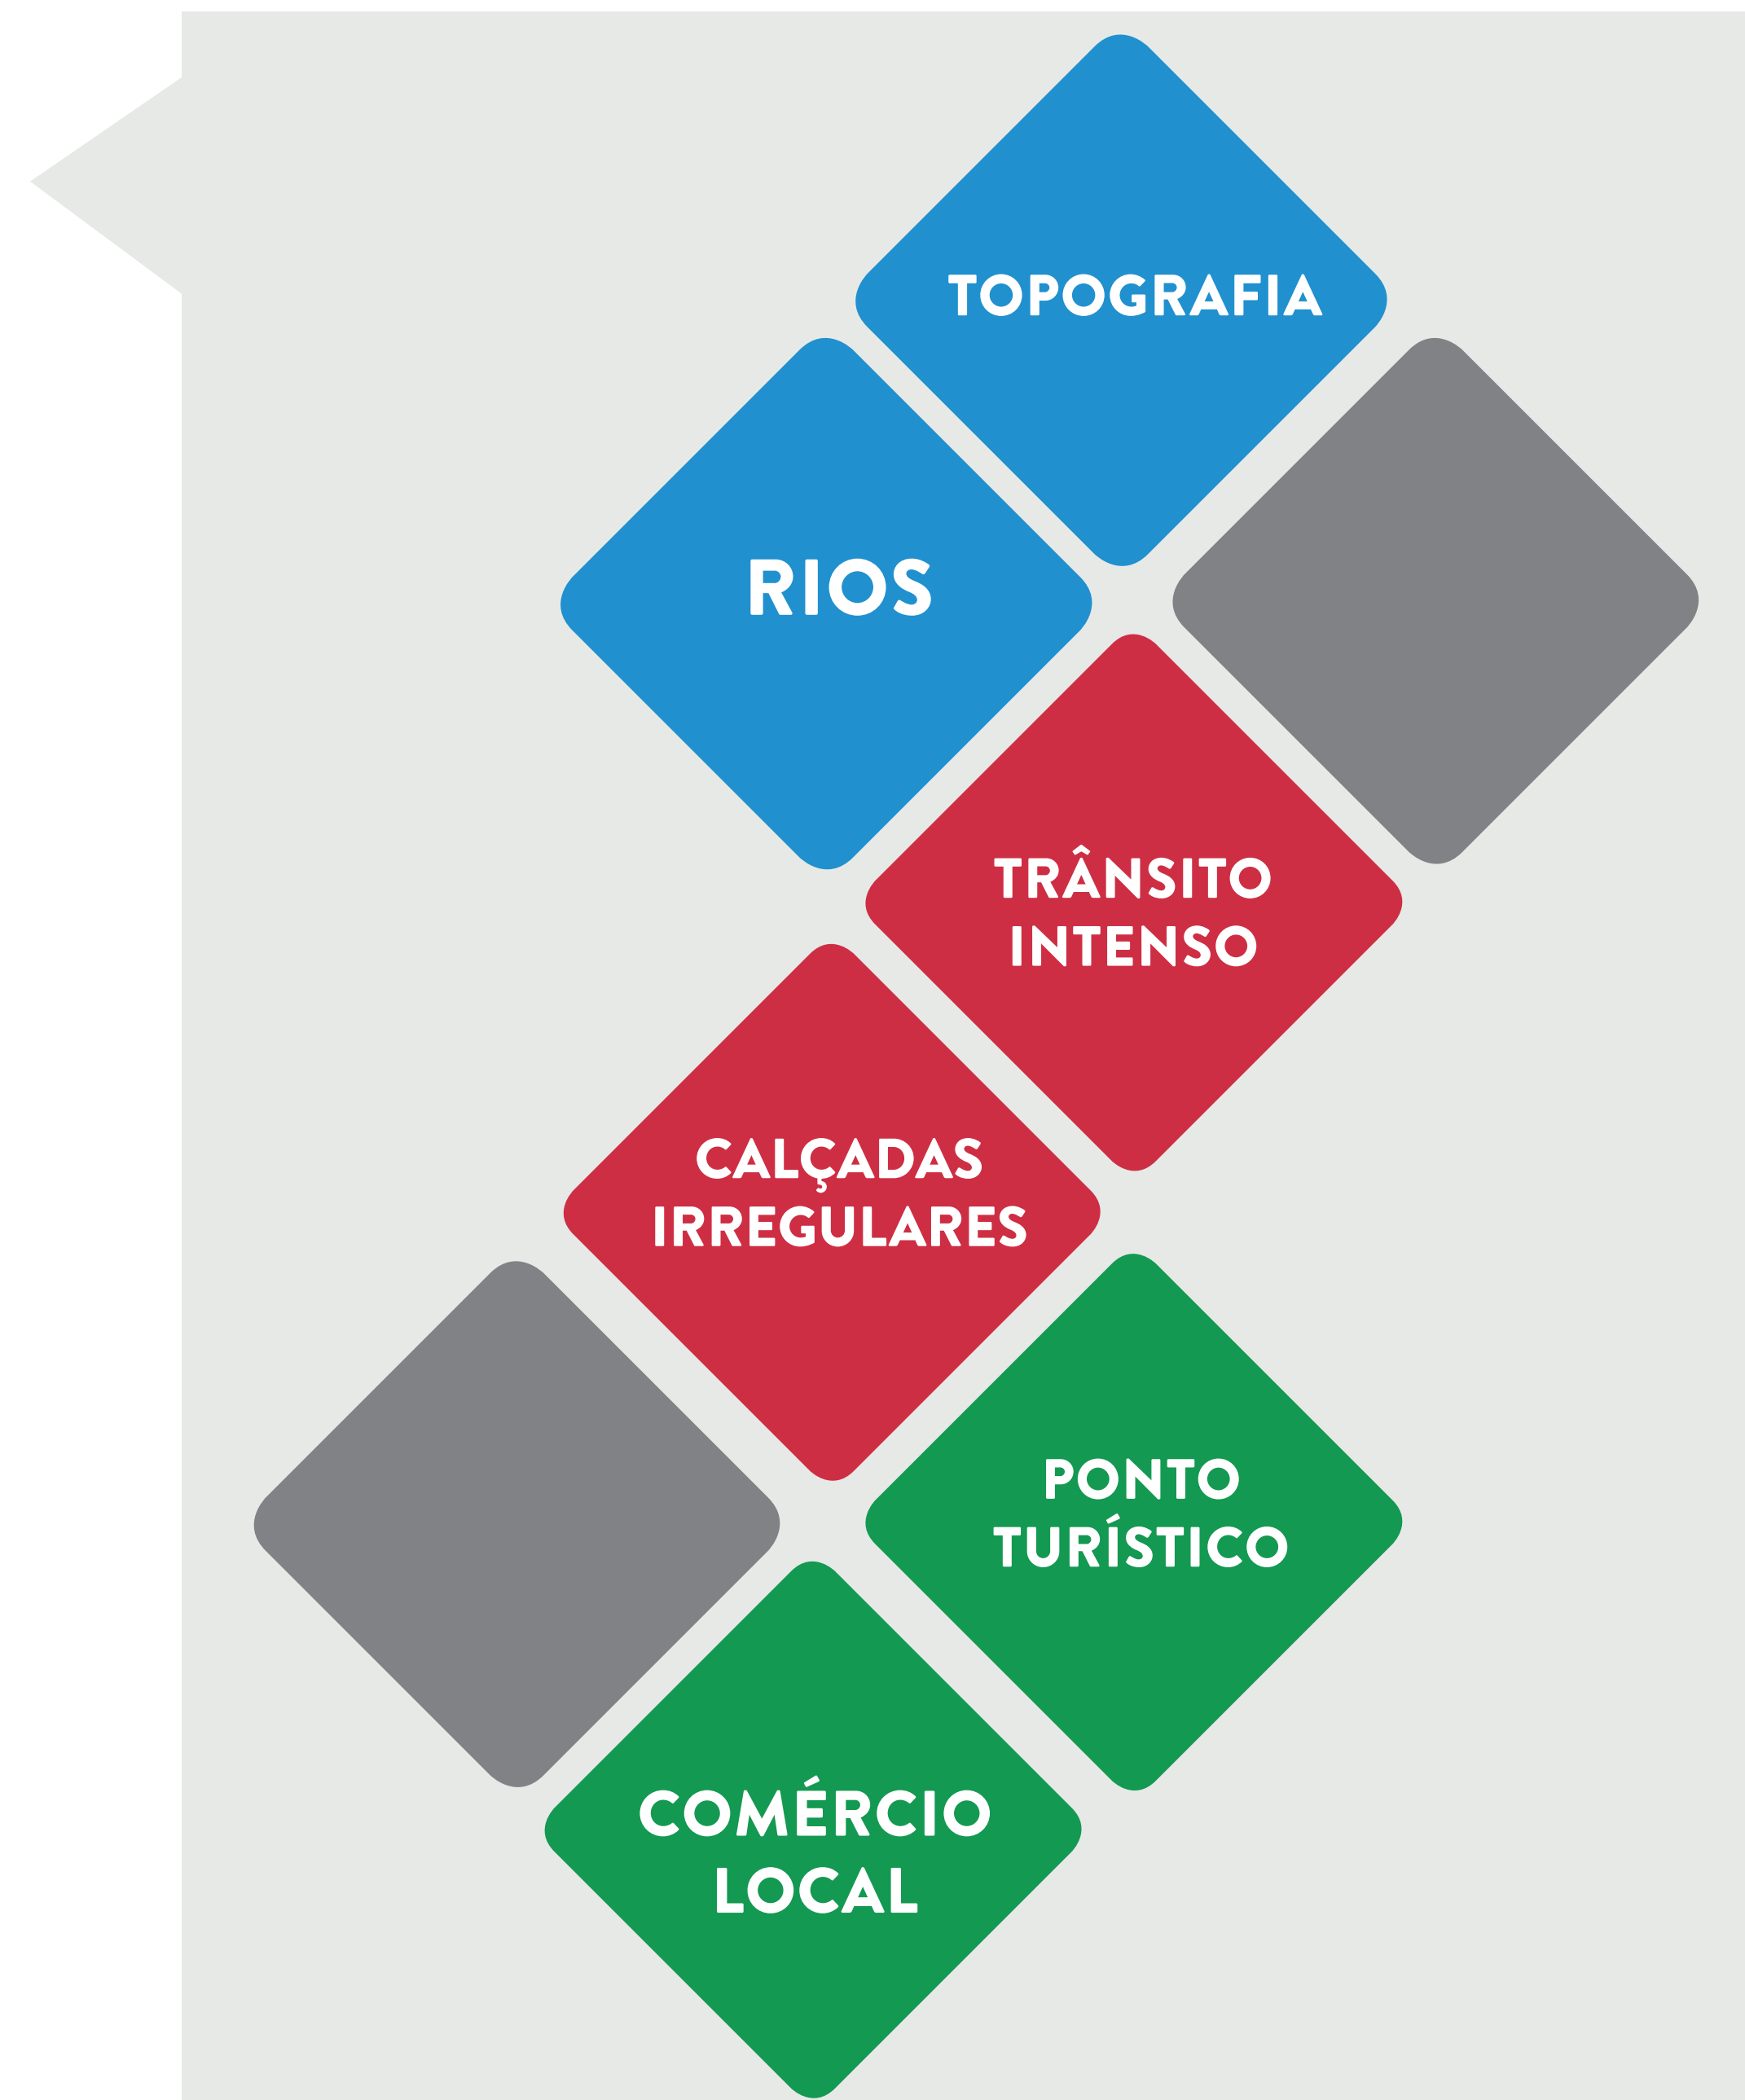 TOPOGRAFIA
RIOS
TRÂNSITO
INTENSO
CALÇADAS
IRREGULARES
PONTO
TURÍSTICO
COMÉRCIO
LOCAL